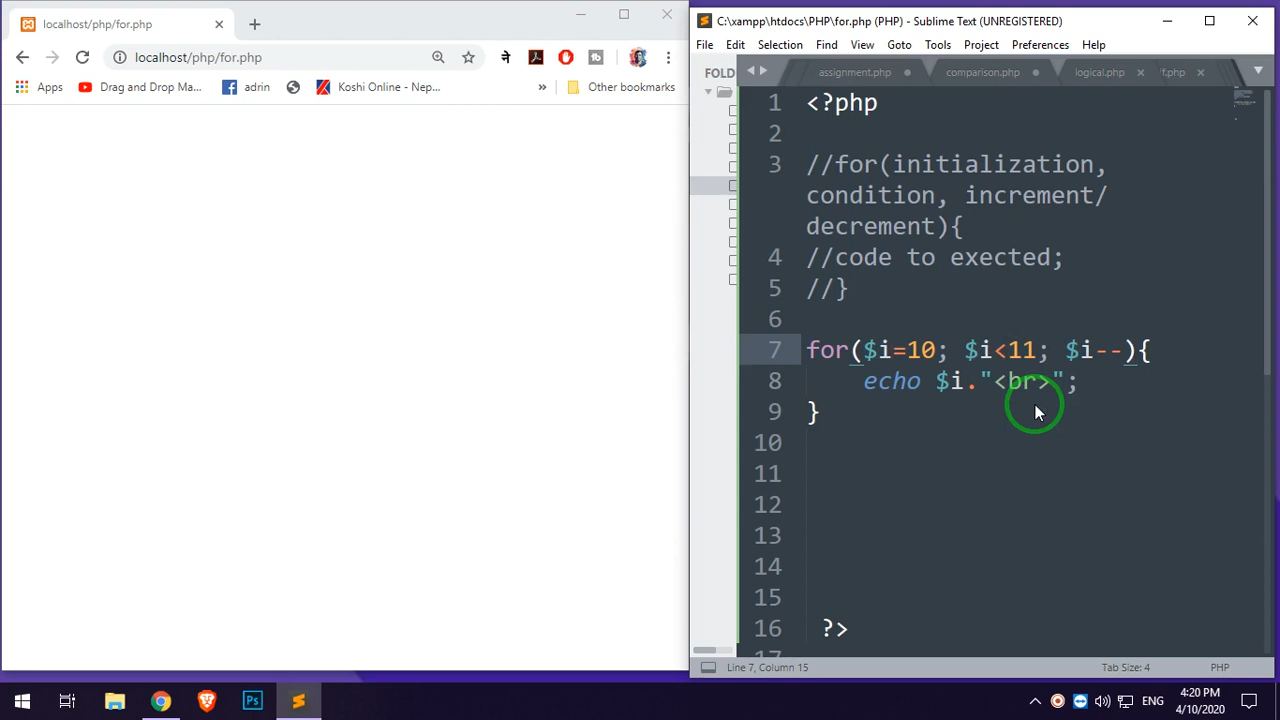 localhost/php/for.php
C:\xampp\htdocs\PHP\for.php (PHP) - Sublime Text (UNREGISTERED)
File Edit Selection Find View Goto Tools Project Preferences Help
localhost/php/for.php
ने
Apps Drag and Drop Ma... adrin Koshi Online - Nep... » Other bookmarks
FOLD
assignment.php comparison.php logical.php if.php
1 <?php
2
3 //for(initialization,
condition, increment/
decrement){
4 //code to exected;
5 //}
6
7 for($i=10; $i<11; $i--){
8 echo $i."<br>";
9 }
10
11
12
13
14
15
16 ?>
17
Line 7, Column 15 Tab Size: 4 PHP
Ps ENG 4:20 PM
4/10/2020